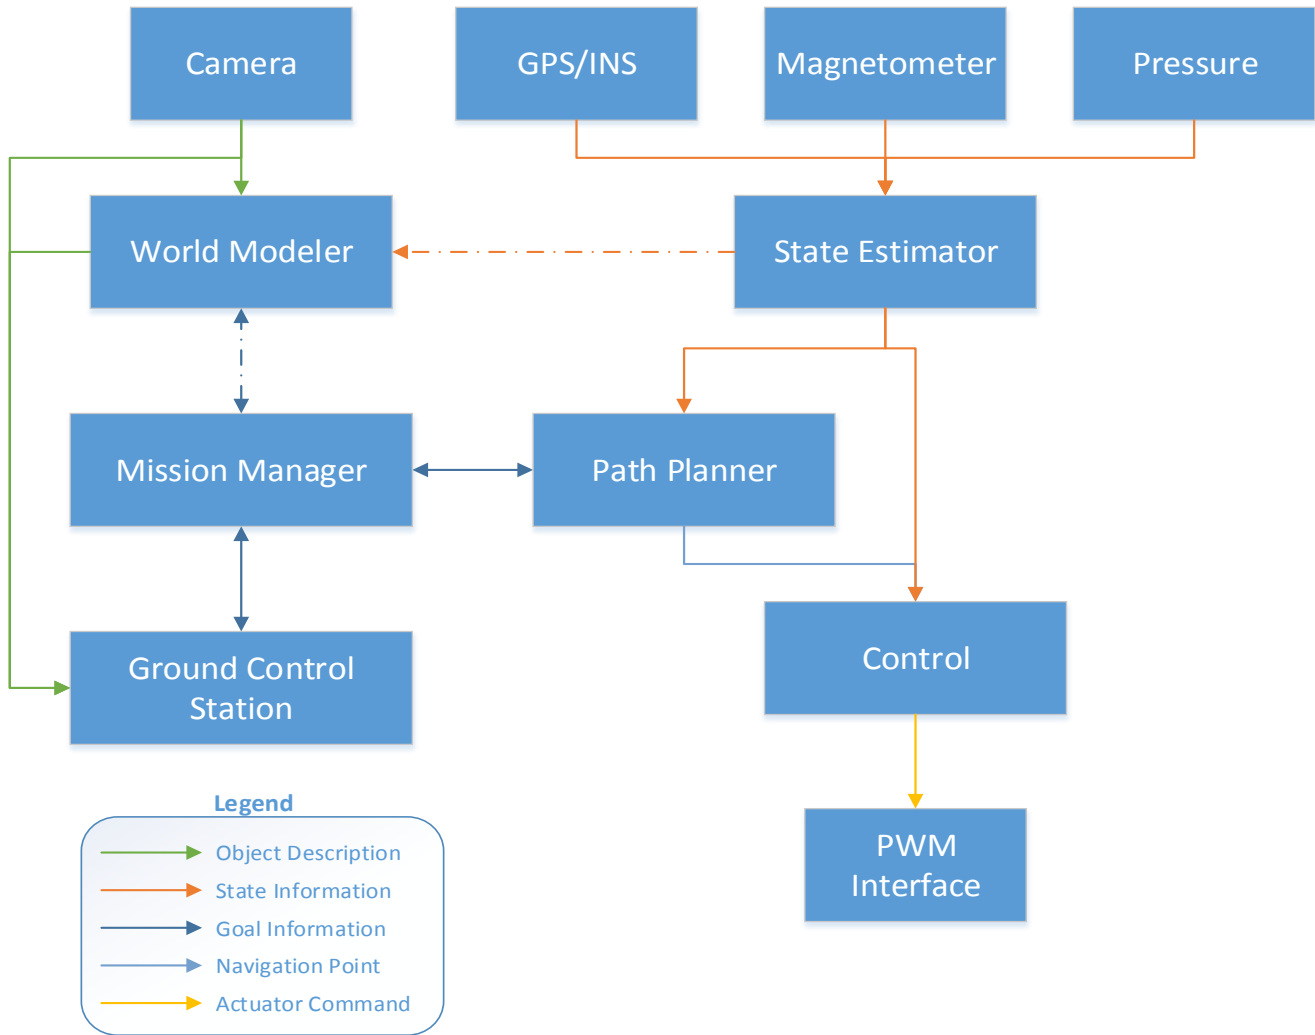 Camera
GPS/INS
Magnetometer
Pressure
World Modeler
State Estimator
Mission Manager
Path Planner
Ground Control
Station
Control
PWM
Interface
Legend
Object Description
State Information
Goal Information
Navigation Point
Actuator Command